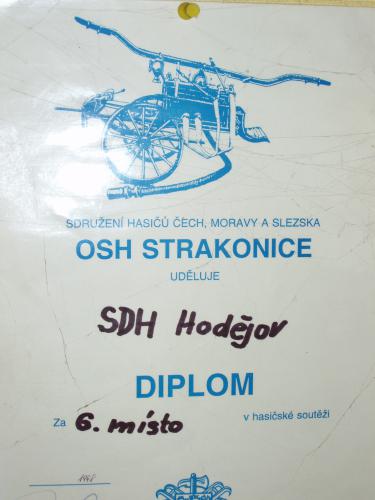 SDRUŽENÍ HASIČŮ ČECH, MORAVY A SLEZSKA
OSH STRAKONICE
UDĚLUJE
SDH Hodějov
DIPLOM
Za 6. místo v hasičské soutěži